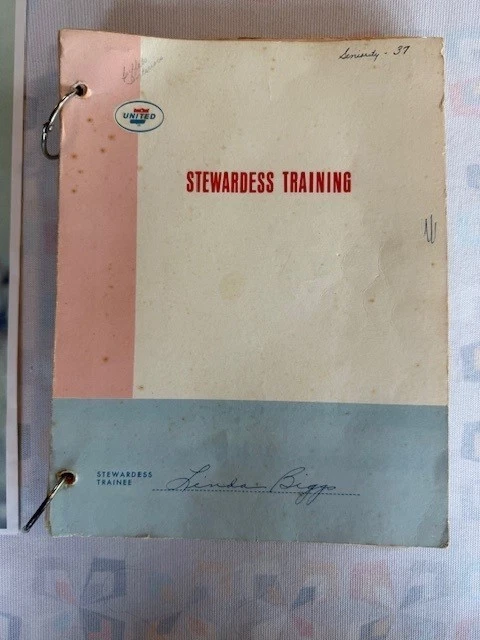 Seniority - 37
UNITED
STEWARDESS TRAINING
STEWARDESS
TRAINEE Linda Biggs